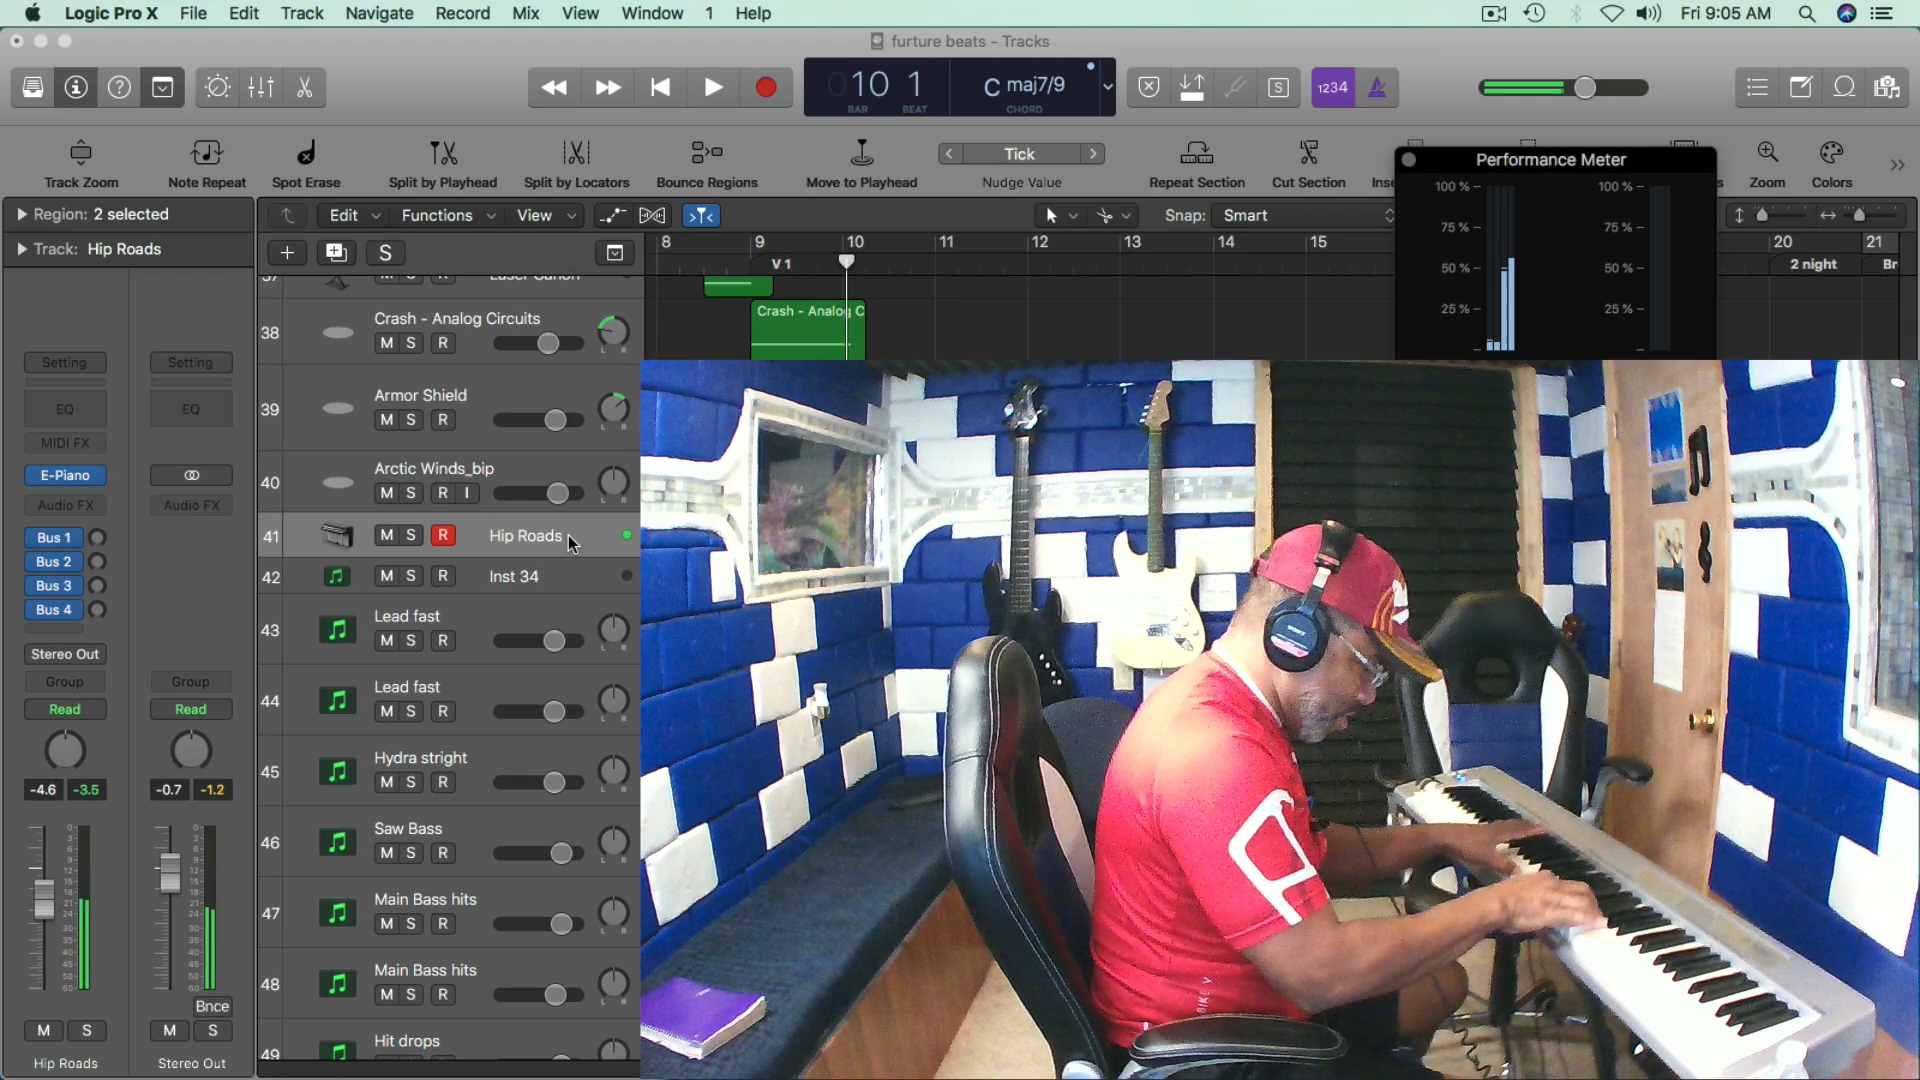 Logic Pro X File Edit Track Navigate Record Mix View Window 1 Help Fri 9:05 AM
furture beats - Tracks
10 1 C maj7/9
BAR BEAT CHORD
S 1234
Tick
Track Zoom Note Repeat Spot Erase Split by Playhead Split by Locators Bounce Regions Move to Playhead Nudge Value Repeat Section Cut Section Zoom Colors
Performance Meter
100 % 100 %
75 % 75 %
50 % 50 %
25 % 25 %
Region: 2 selected
Edit Functions View Snap: Smart
Track: Hip Roads
S
8 9 10 11 12 13 14 15 20 21
V 1 2 night
37 Laser Canon
38 Crash - Analog Circuits
M S R L R
Crash - Analog C
39 Armor Shield
M S R L R
40 Arctic Winds_bip
M S R I L R
41 M S R Hip Roads
42 M S R Inst 34
43 Lead fast
M S R L R
44 Lead fast
M S R L R
45 Hydra stright
M S R L R
46 Saw Bass
M S R L R
47 Main Bass hits
M S R L R
48 Main Bass hits
M S R L R
49 Hit drops
Setting Setting
EQ EQ
MIDI FX
E-Piano
Audio FX Audio FX
Bus 1
Bus 2
Bus 3
Bus 4
Stereo Out
Group Group
Read Read
-4.6 -3.5 -0.7 -1.2
Bnce
M S M S
Hip Roads Stereo Out
SONY
BIKE V